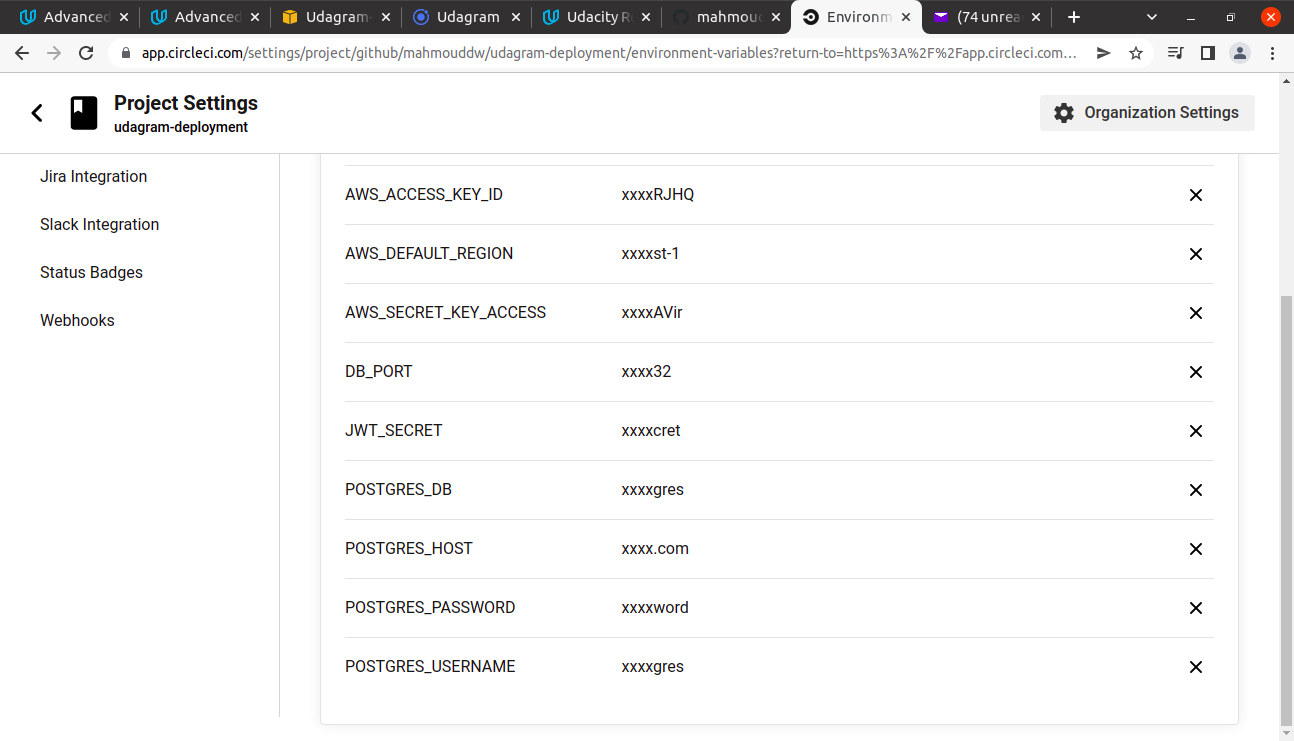 Advanced
Advanced
Udagram-
Udagram
Udacity R
mahmoud
Environm
(74 unrea
app.circleci.com/settings/project/github/mahmouddw/udagram-deployment/environment-variables?return-to=https%3A%2F%2Fapp.circleci.com...
Project Settings
udagram-deployment
Organization Settings
Jira Integration
Slack Integration
Status Badges
Webhooks
AWS_ACCESS_KEY_ID xxxxRJHQ
AWS_DEFAULT_REGION xxxxst-1
AWS_SECRET_KEY_ACCESS xxxxAVir
DB_PORT xxxx32
JWT_SECRET xxxxcret
POSTGRES_DB xxxxgres
POSTGRES_HOST xxxx.com
POSTGRES_PASSWORD xxxxword
POSTGRES_USERNAME xxxxgres